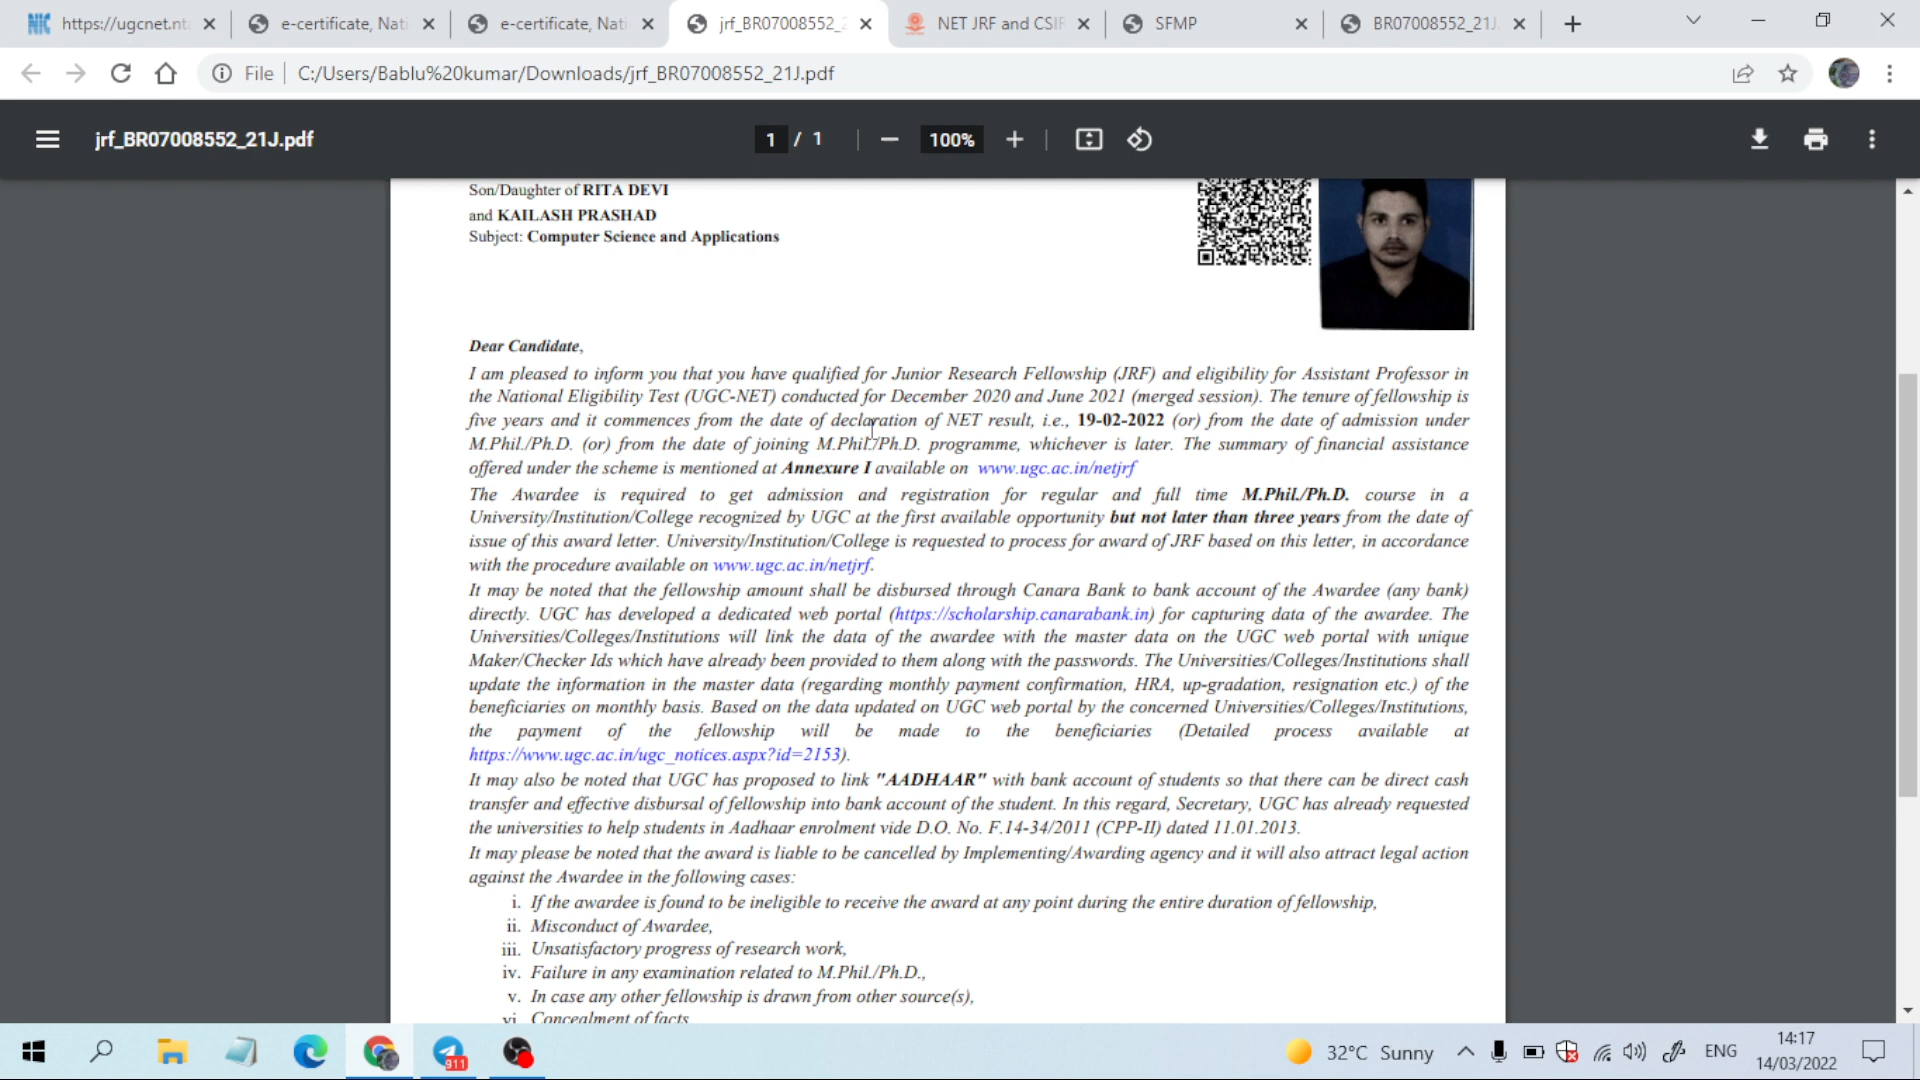 https://ugcnet.nta
e-certificate, Nati
e-certificate, Nati
jrf_BR07008552_2
NET JRF and CSIR
SFMP
BR07008552_21J.
File
C:/Users/Bablu%20kumar/Downloads/jrf_BR07008552_21J.pdf
jrf_BR07008552_21J.pdf
1 / 1
100%
Son/Daughter of RITA DEVI
and KAILASH PRASHAD
Subject: Computer Science and Applications
Dear Candidate,
I am pleased to inform you that you have qualified for Junior Research Fellowship (JRF) and eligibility for Assistant Professor in
the National Eligibility Test (UGC-NET) conducted for December 2020 and June 2021 (merged session). The tenure of fellowship is
five years and it commences from the date of declaration of NET result, i.e., 19-02-2022 (or) from the date of admission under
M.Phil./Ph.D. (or) from the date of joining M.Phil./Ph.D. programme, whichever is later. The summary of financial assistance
offered under the scheme is mentioned at Annexure I available on www.ugc.ac.in/netjrf
The Awardee is required to get admission and registration for regular and full time M.Phil./Ph.D. course in a
University/Institution/College recognized by UGC at the first available opportunity but not later than three years from the date of
issue of this award letter. University/Institution/College is requested to process for award of JRF based on this letter, in accordance
with the procedure available on www.ugc.ac.in/netjrf.
It may be noted that the fellowship amount shall be disbursed through Canara Bank to bank account of the Awardee (any bank)
directly. UGC has developed a dedicated web portal (https://scholarship.canarabank.in) for capturing data of the awardee. The
Universities/Colleges/Institutions will link the data of the awardee with the master data on the UGC web portal with unique
Maker/Checker Ids which have already been provided to them along with the passwords. The Universities/Colleges/Institutions shall
update the information in the master data (regarding monthly payment confirmation, HRA, up-gradation, resignation etc.) of the
beneficiaries on monthly basis. Based on the data updated on UGC web portal by the concerned Universities/Colleges/Institutions,
the payment of the fellowship will be made to the beneficiaries (Detailed process available at
https://www.ugc.ac.in/ugc_notices.aspx?id=2153).
It may also be noted that UGC has proposed to link "AADHAAR" with bank account of students so that there can be direct cash
transfer and effective disbursal of fellowship into bank account of the student. In this regard, Secretary, UGC has already requested
the universities to help students in Aadhaar enrolment vide D.O. No. F.14-34/2011 (CPP-II) dated 11.01.2013.
It may please be noted that the award is liable to be cancelled by Implementing/Awarding agency and it will also attract legal action
against the Awardee in the following cases:
i. If the awardee is found to be ineligible to receive the award at any point during the entire duration of fellowship,
ii. Misconduct of Awardee,
iii. Unsatisfactory progress of research work,
iv. Failure in any examination related to M.Phil./Ph.D.,
v. In case any other fellowship is drawn from other source(s),
vi. Concealment of facts
911
32°C Sunny
ENG
14:17
14/03/2022